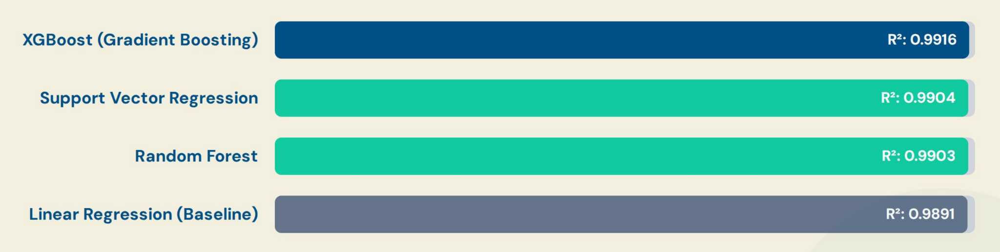 XGBoost (Gradient Boosting) R²: 0.9916
Support Vector Regression R²: 0.9904
Random Forest R²: 0.9903
Linear Regression (Baseline) R²: 0.9891